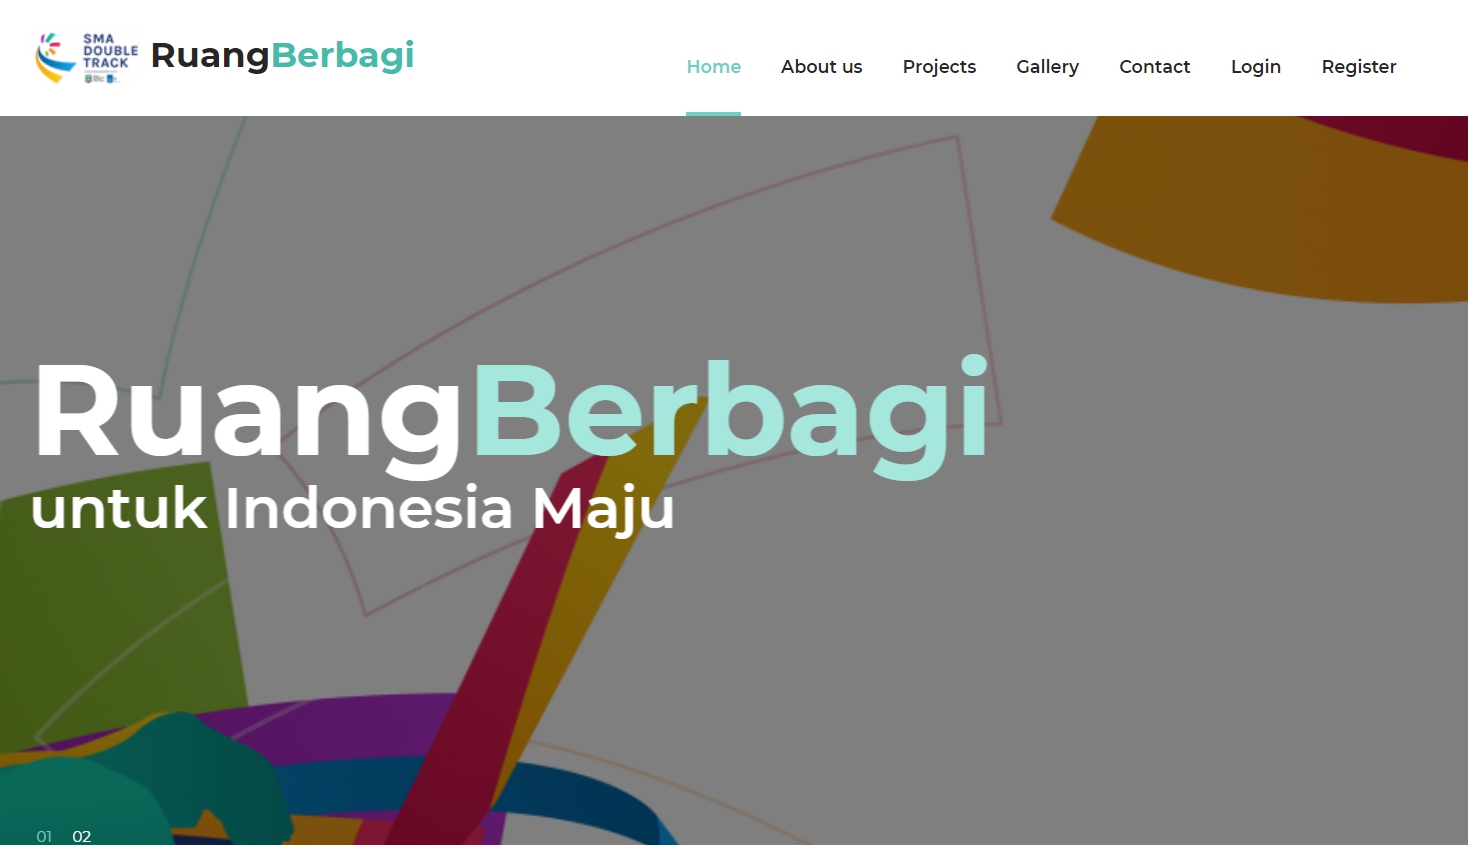 SMA
DOUBLE
TRACK
RuangBerbagi
Home About us Projects Gallery Contact Login Register
RuangBerbagi
untuk Indonesia Maju
01 02